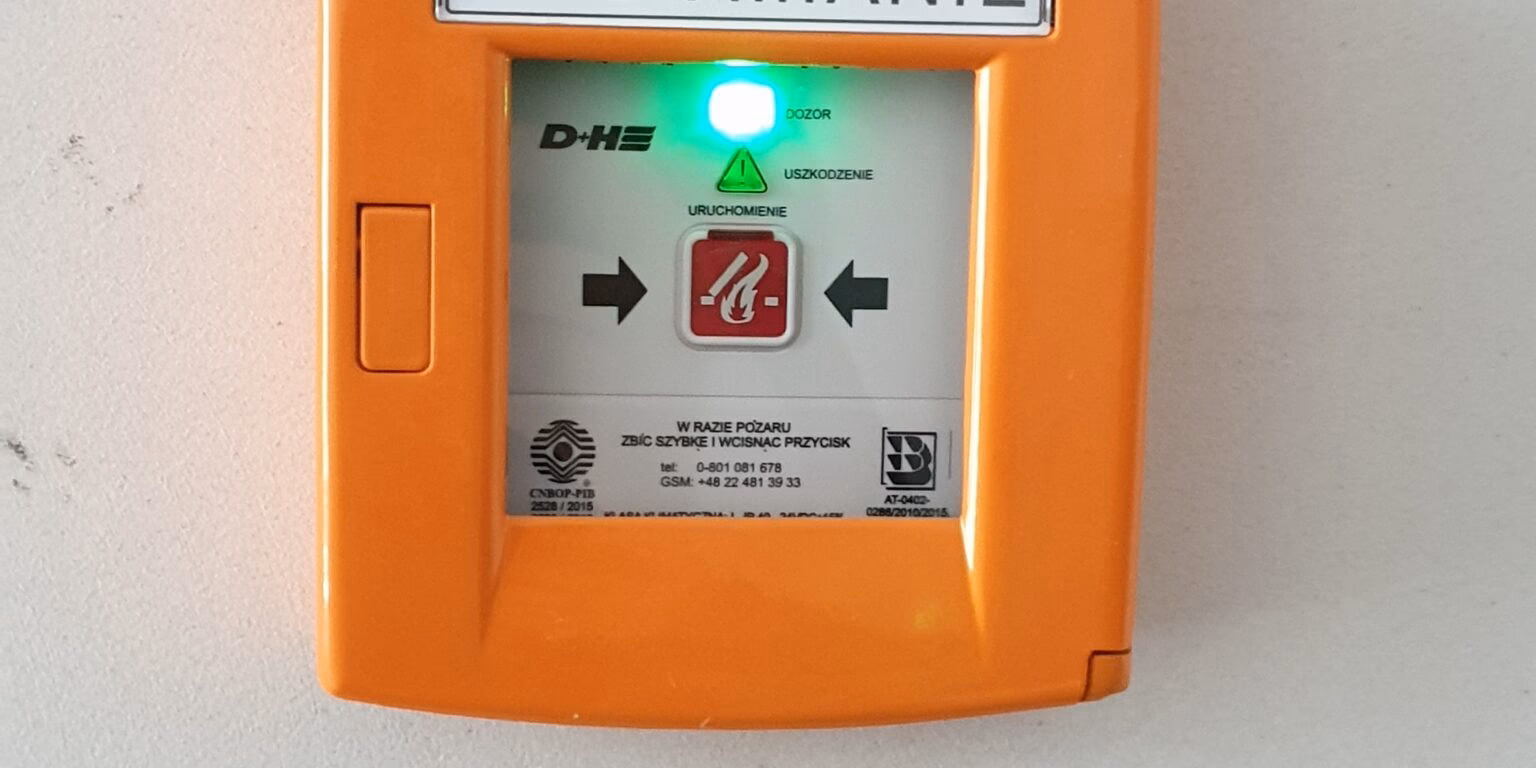 D+H
DOZÓR
USZKODZENIE
URUCHOMIENIE
W RAZIE POŻARU
ZBIĆ SZYBKĘ I WCISNĄĆ PRZYCISK
tel: 0-801 081 678
GSM: +48 22 481 39 33
CNBOP-PIB
2528 / 2015
B
AT-0402-
0288/2010/2015